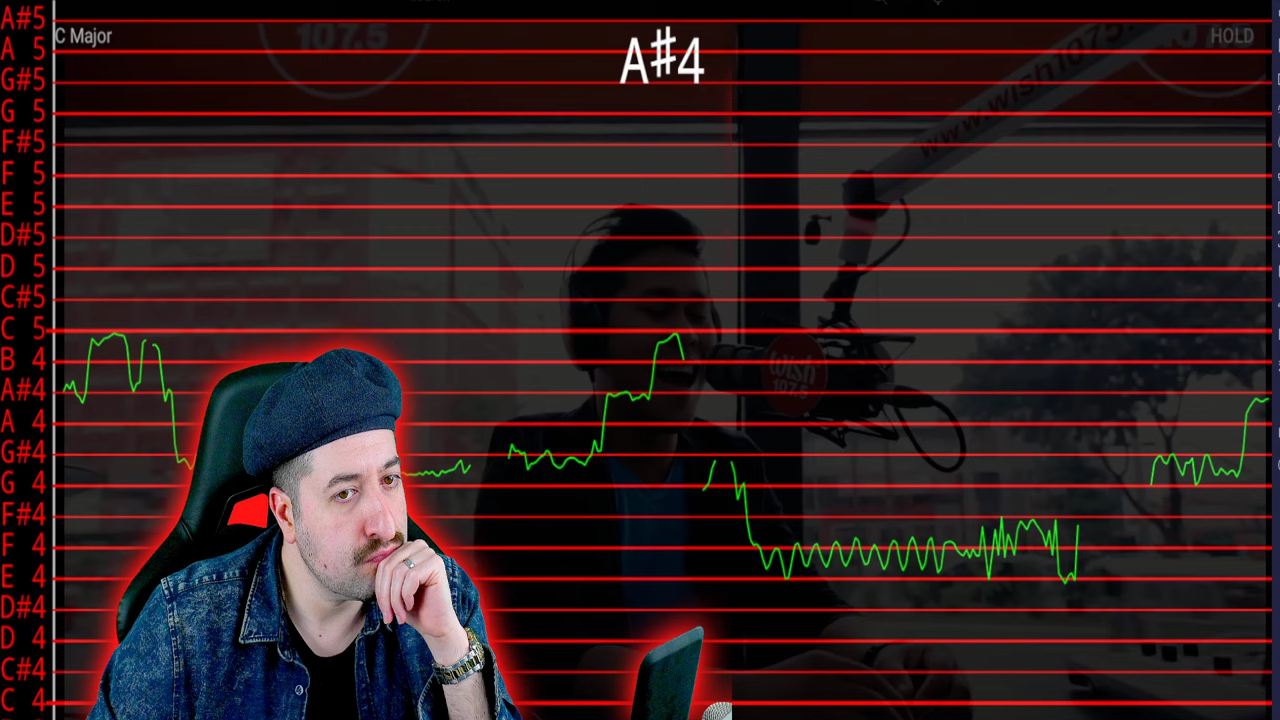 A#5
C Major
HOLD
107.5
A#4
A 5
G#5
G 5
F#5
F 5
E 5
D#5
D 5
C#5
C 5
B 4
A#4
A 4
G#4
G 4
F#4
F 4
E 4
D#4
D 4
C#4
C 4
www.wish1075.
wish
107.5